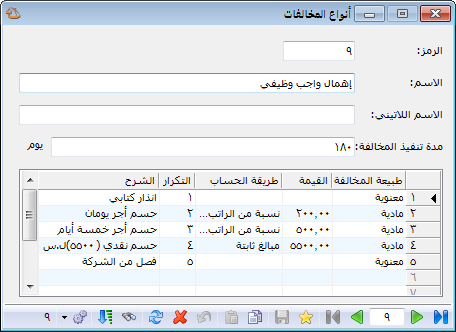 أنواع المخالفات
الرمز: ٩
الاسم: إهمال واجب وظيفي
الاسم اللاتيني:
مدة تنفيذ المخالفة: ١٨٠ يوم
طبيعة المخالفة القيمة طريقة الحساب التكرار الشرح
١ معنوية ١ انذار كتابي
٢ مادية ٢٠٠,٠٠ نسبة من الراتب... ٢ حسم أجر يومان
٣ مادية ٥٠٠,٠٠ نسبة من الراتب... ٣ حسم أجر خمسة أيام
٤ مادية ٥٥٠٠,٠٠ مبالغ ثابتة ٤ حسم نقدي (٥٥٠٠)ل.س
٥ معنوية ٥ فصل من الشركة
٦
٧
٩ ٩